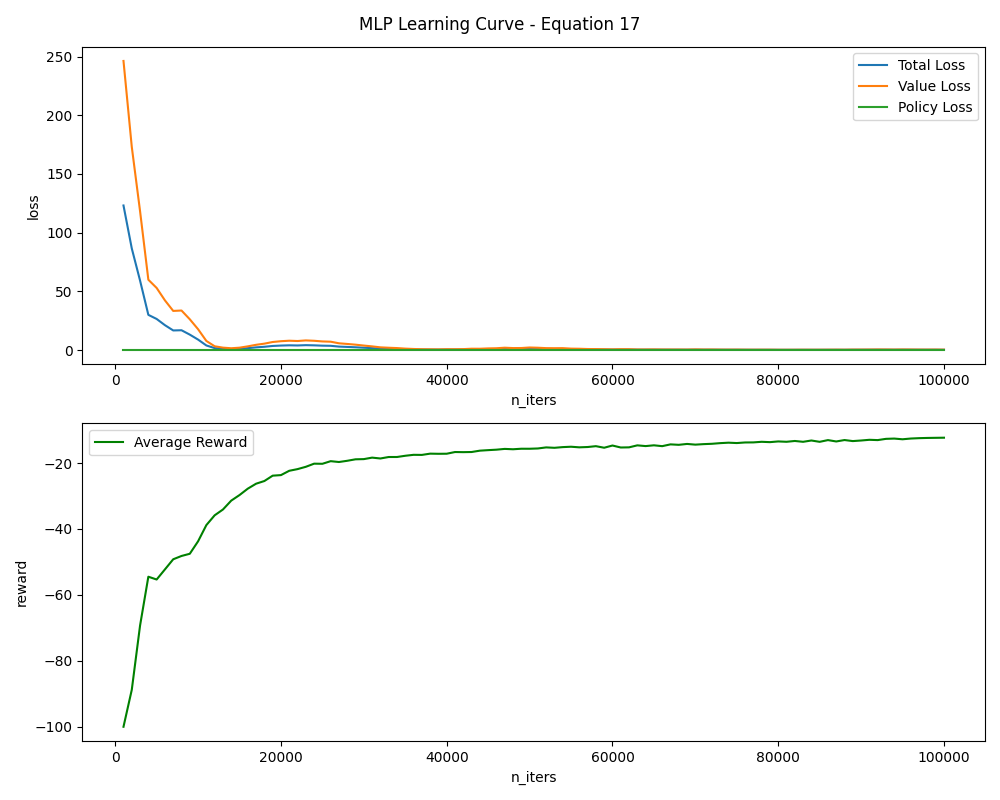 MLP Learning Curve - Equation 17
250
200
150
100
50
0
loss
Total Loss
Value Loss
Policy Loss
0 20000 40000 60000 80000 100000
n_iters
−20
−40
−60
−80
−100
reward
Average Reward
0 20000 40000 60000 80000 100000
n_iters